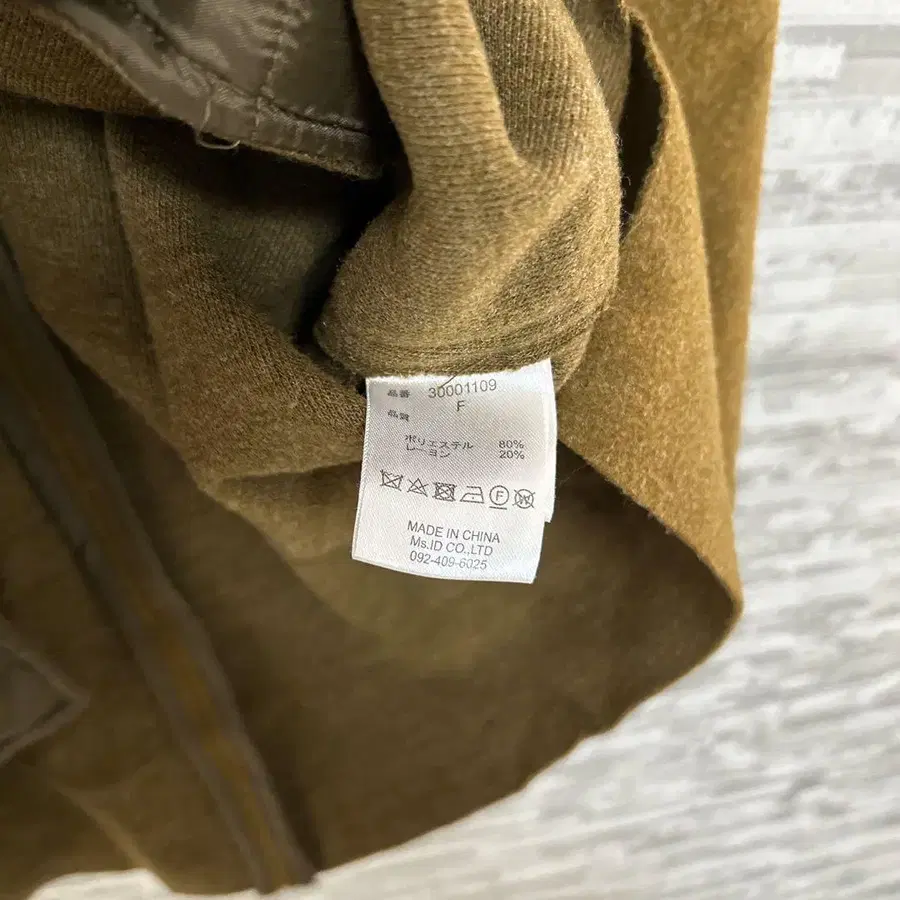 品番 30001109
F
品質
ポリエステル 80%
レーヨン 20%
F W
MADE IN CHINA
Ms.ID CO.,LTD
092-409-6025